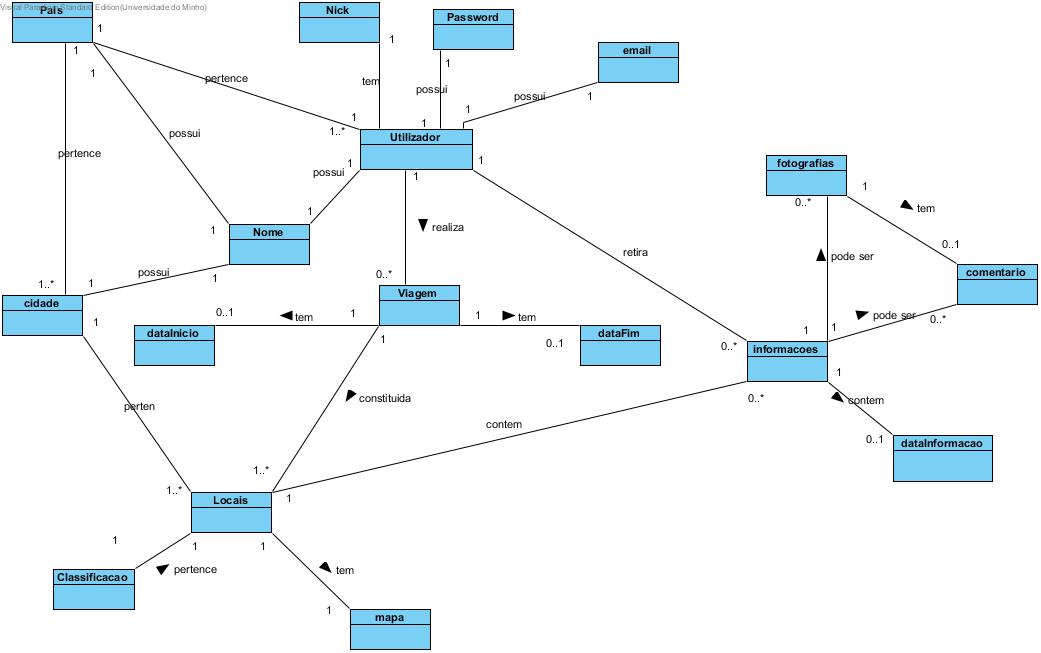 Visual Paradigm Standard Edition(Universidade do Minho)
País
Nick
Password
email
1
1
1
1
1
1
pertence
tem
possui
possui
1
1
1
1..*
Utilizador
possui
pertence
possui
1
1
1
fotografias
1
0..*
tem
1
1
Nome
realiza
retira
pode ser
0..1
comentario
possui
1
1
1..*
0..*
cidade
Viagem
0..1
tem
1
1
tem
1
dataInicio
dataFim
0..1
1
1
1
pode ser
0..*
0..*
informacoes
1
0..*
contem
constituida
perten
contem
0..1
dataInformacao
1..*
1..*
Locais
1
1
1
1
Classificacao
pertence
tem
1
mapa